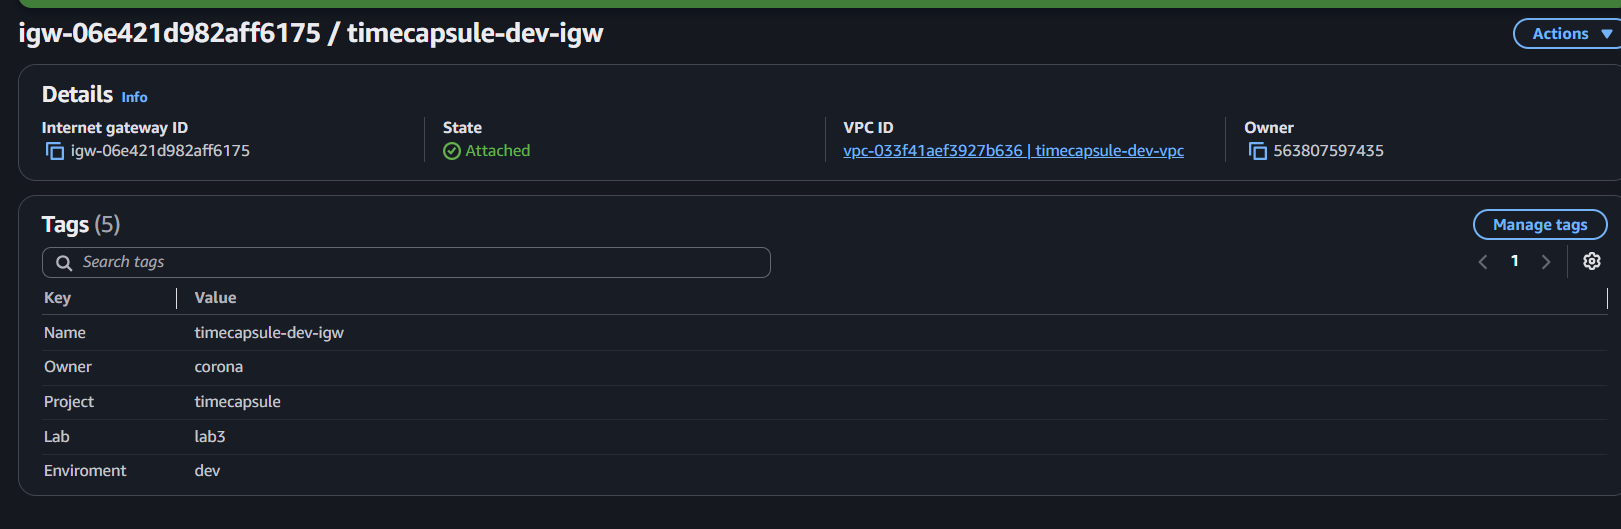 igw-06e421d982aff6175 / timecapsule-dev-igw
Actions
Details Info
Internet gateway ID
igw-06e421d982aff6175
State
Attached
VPC ID
vpc-033f41aef3927b636 | timecapsule-dev-vpc
Owner
563807597435
Tags (5)
Manage tags
Search tags
1
Key Value
Name timecapsule-dev-igw
Owner corona
Project timecapsule
Lab lab3
Enviroment dev